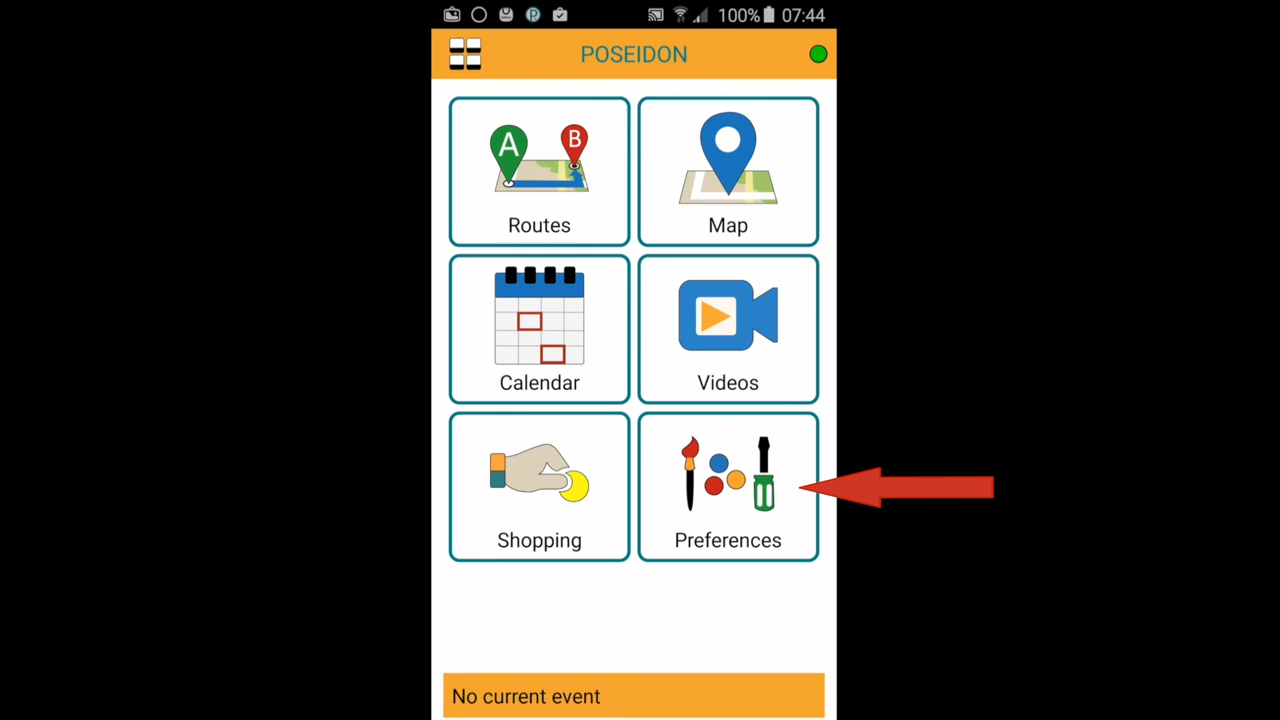 100% 07:44
POSEIDON
A B
Routes Map
Calendar Videos
Shopping Preferences
No current event